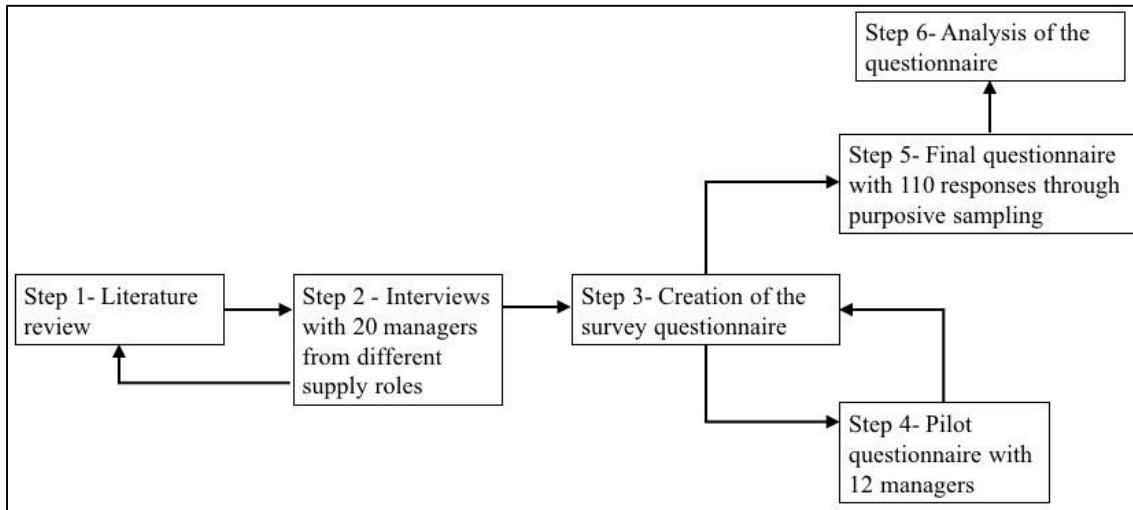 Step 1- Literature
review
Step 2 - Interviews
with 20 managers
from different
supply roles
Step 3- Creation of the
survey questionnaire
Step 4- Pilot
questionnaire with
12 managers
Step 5- Final questionnaire
with 110 responses through
purposive sampling
Step 6- Analysis of the
questionnaire